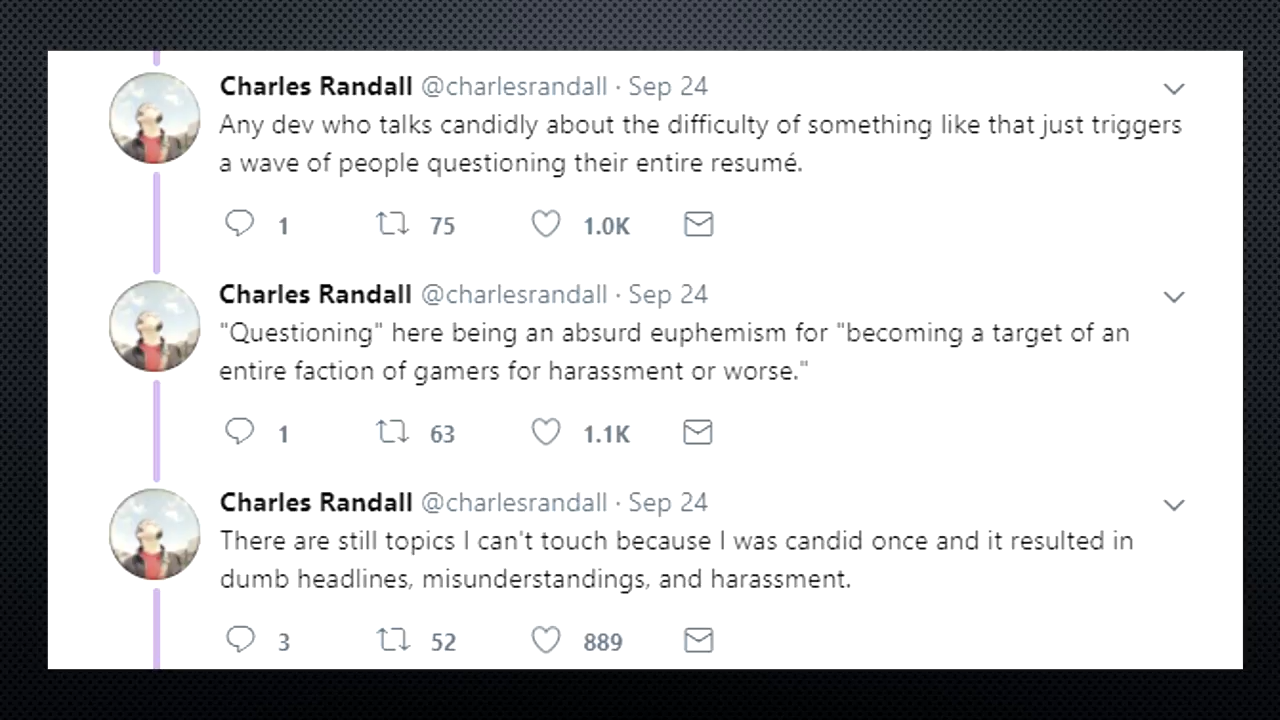 Charles Randall @charlesrandall · Sep 24
Any dev who talks candidly about the difficulty of something like that just triggers
a wave of people questioning their entire resumé.
1 75 1.0K
Charles Randall @charlesrandall · Sep 24
"Questioning" here being an absurd euphemism for "becoming a target of an
entire faction of gamers for harassment or worse."
1 63 1.1K
Charles Randall @charlesrandall · Sep 24
There are still topics I can't touch because I was candid once and it resulted in
dumb headlines, misunderstandings, and harassment.
3 52 889